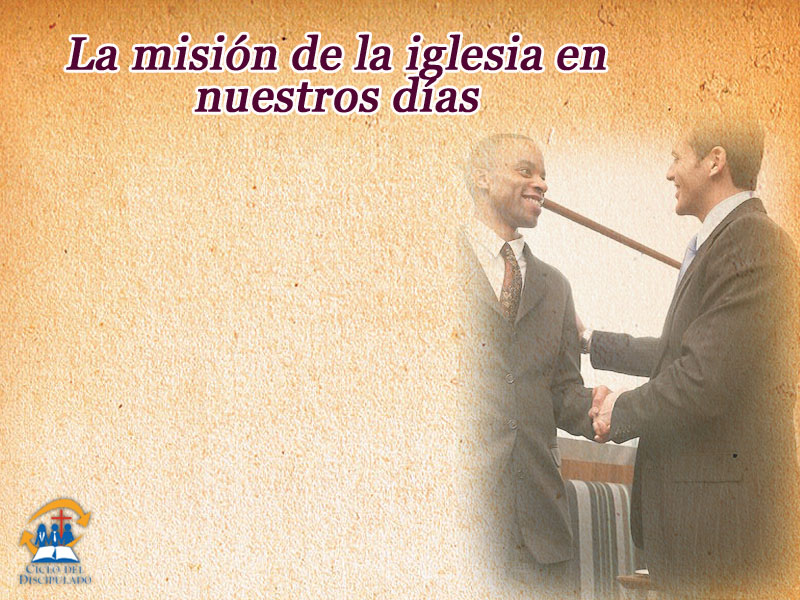 La misión de la iglesia en
nuestros días
CICLO DEL
DISCIPULADO